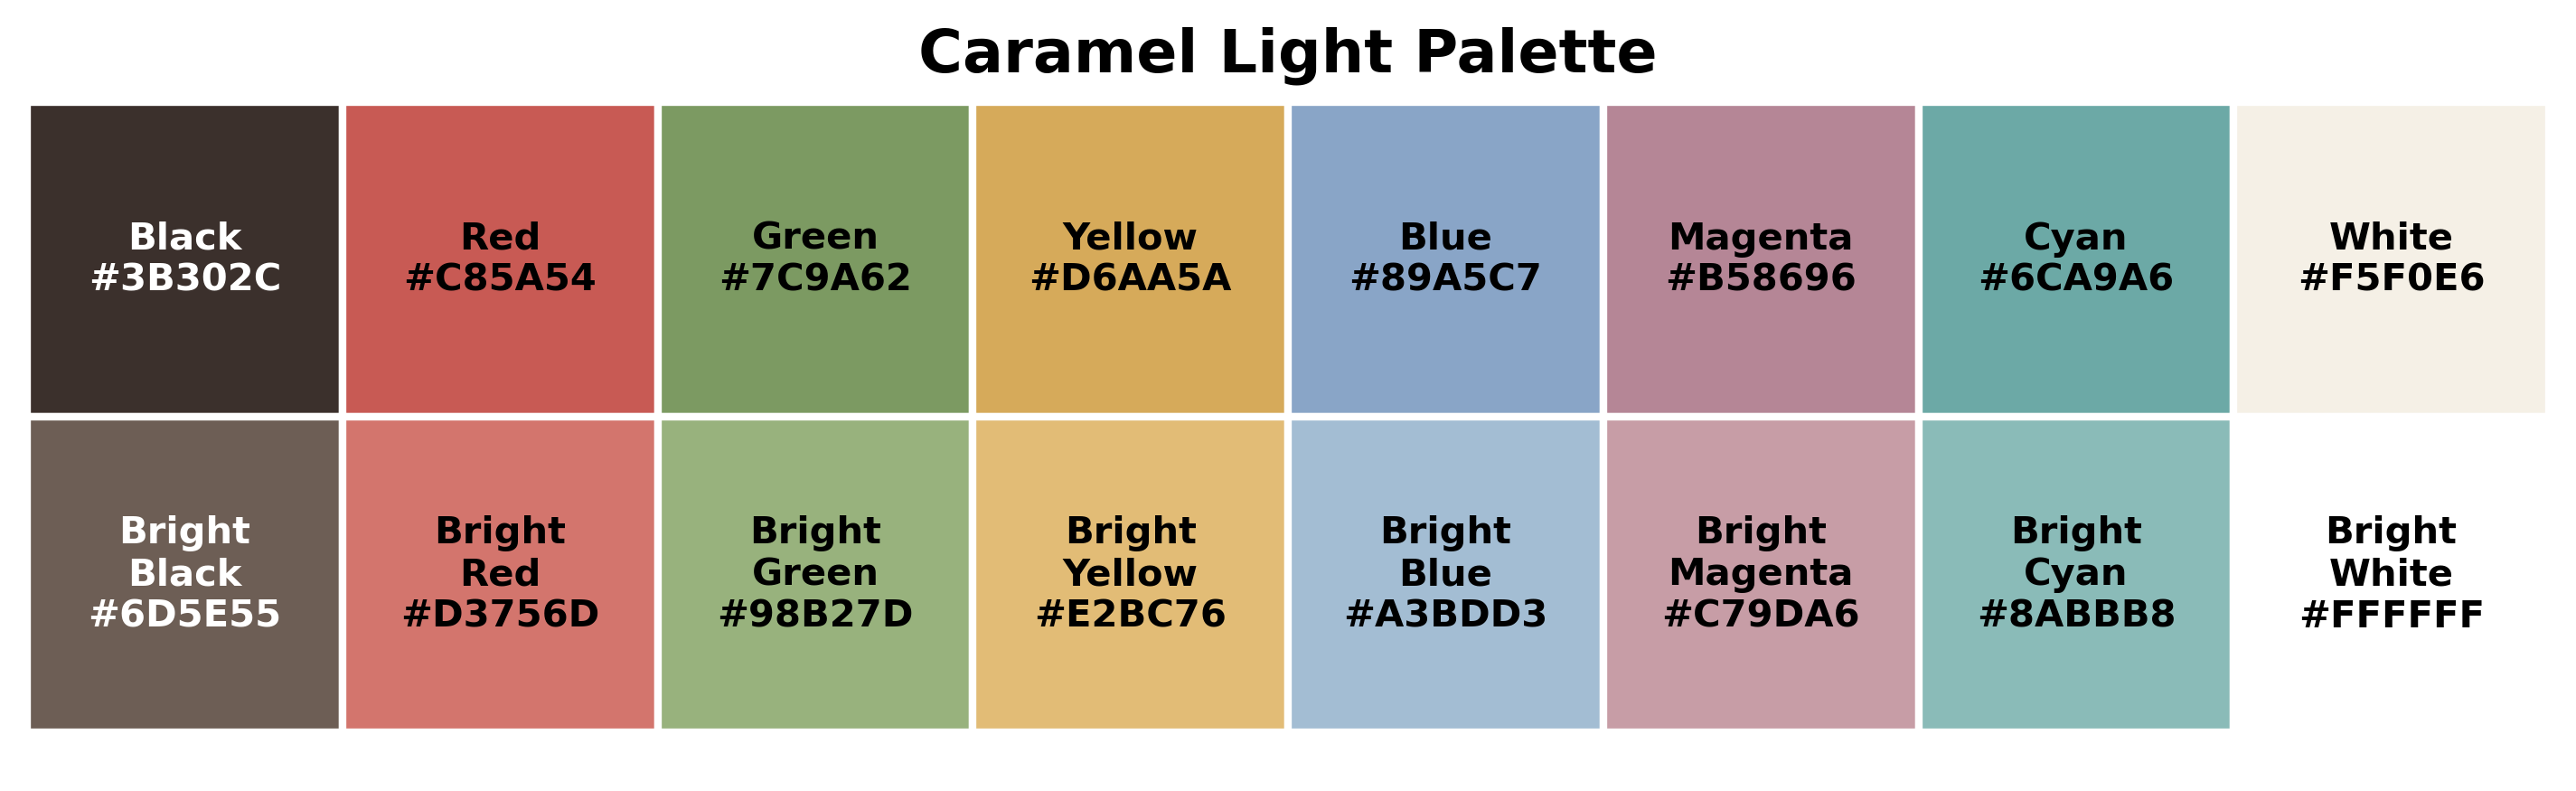 Caramel Light Palette
Black
#3B302C
Red
#C85A54
Green
#7C9A62
Yellow
#D6AA5A
Blue
#89A5C7
Magenta
#B58696
Cyan
#6CA9A6
White
#F5F0E6
Bright
Black
#6D5E55
Bright
Red
#D3756D
Bright
Green
#98B27D
Bright
Yellow
#E2BC76
Bright
Blue
#A3BDD3
Bright
Magenta
#C79DA6
Bright
Cyan
#8ABBB8
Bright
White
#FFFFFF